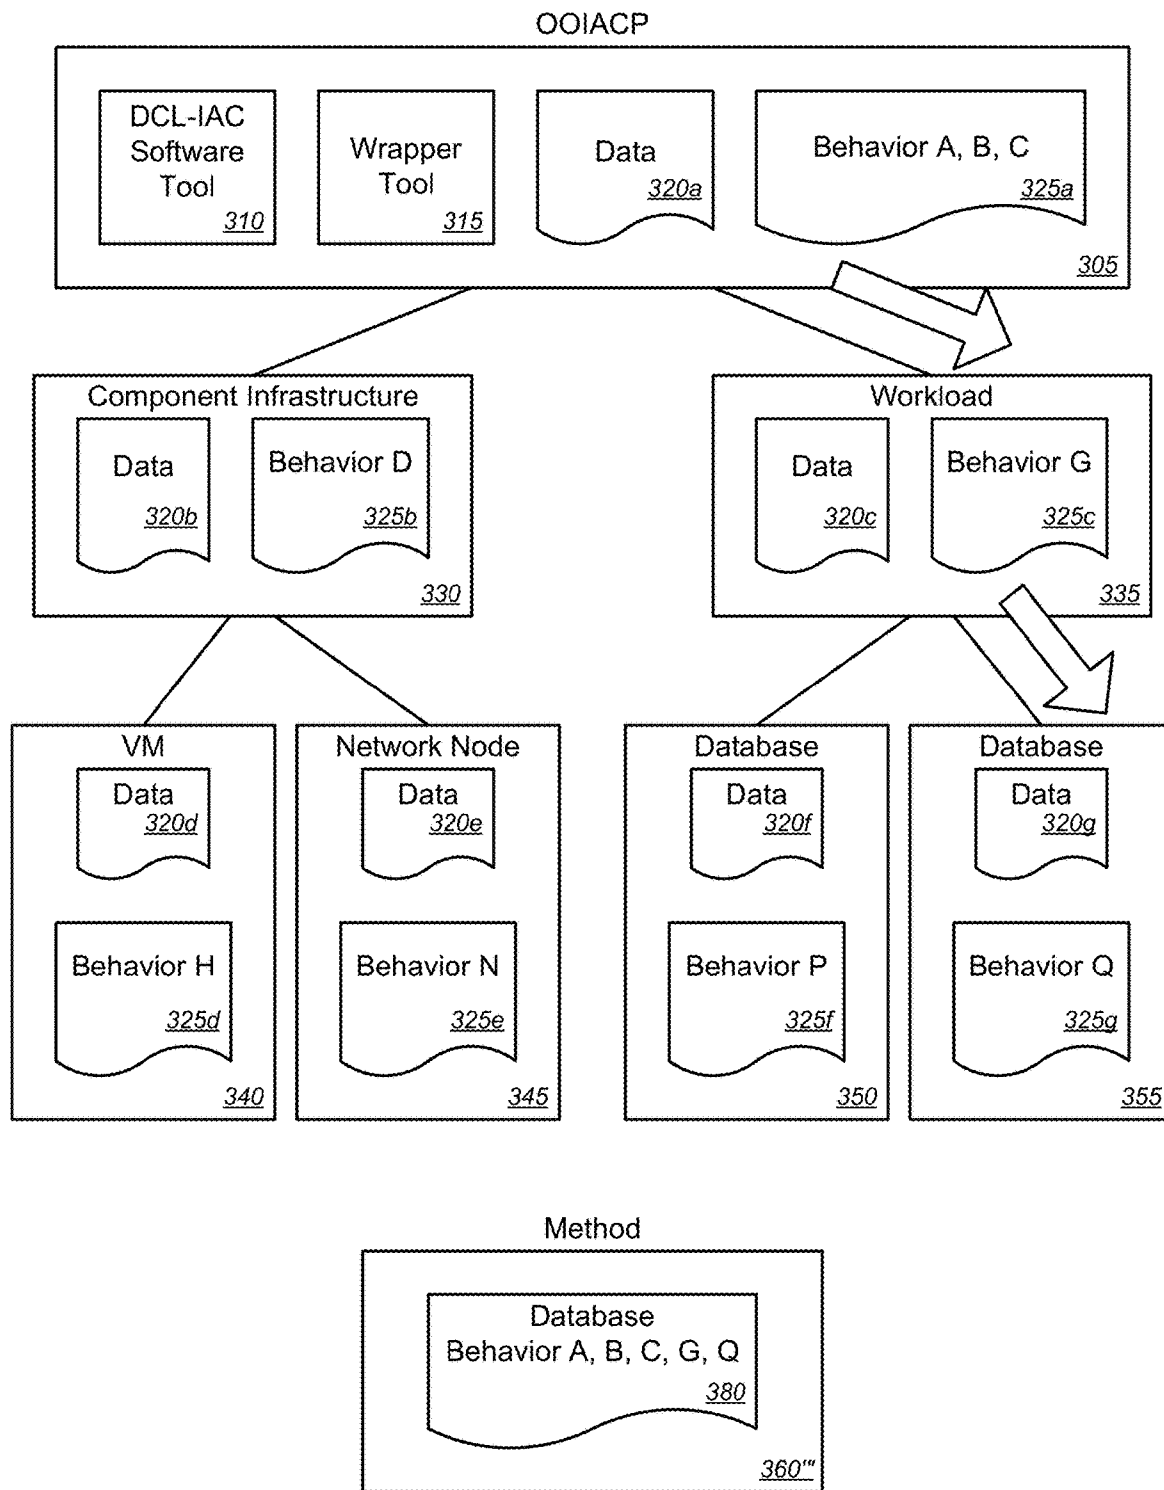 OOIACP
DCL-IAC
Software
Tool
310
Wrapper
Tool
315
Data
320a
Behavior A, B, C
325a
305
Component Infrastructure
Data
320b
Behavior D
325b
330
Workload
Data
320c
Behavior G
325c
335
VM
Data
320d
Behavior H
325d
340
Network Node
Data
320e
Behavior N
325e
345
Database
Data
320f
Behavior P
325f
350
Database
Data
320g
Behavior Q
325g
355
Method
Database
Behavior A, B, C, G, Q
380
360'''